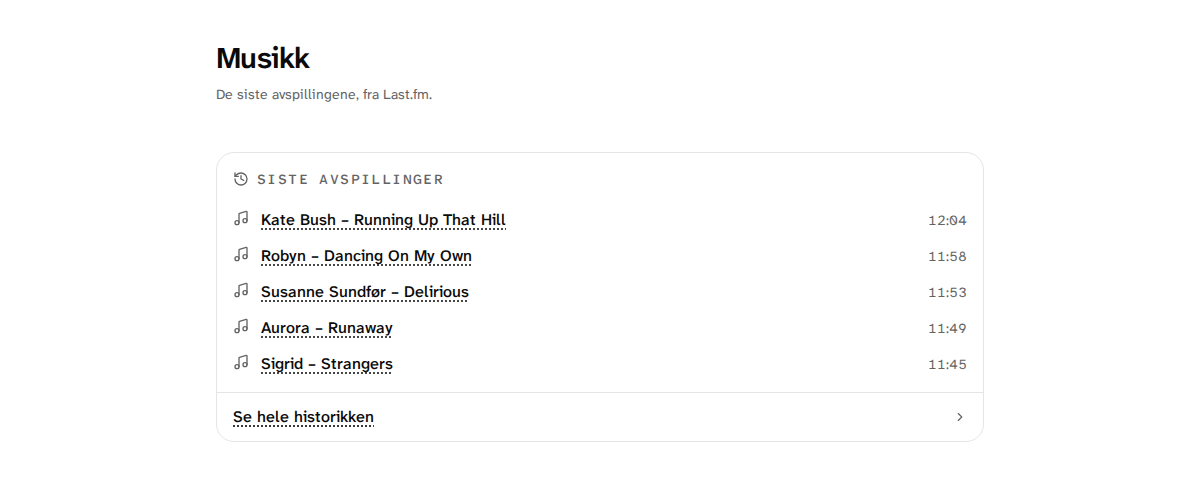 Musikk
De siste avspillingene, fra Last.fm.
SISTE AVSPILLINGER
Kate Bush – Running Up That Hill 12:04
Robyn – Dancing On My Own 11:58
Susanne Sundfør – Delirious 11:53
Aurora – Runaway 11:49
Sigrid – Strangers 11:45
Se hele historikken